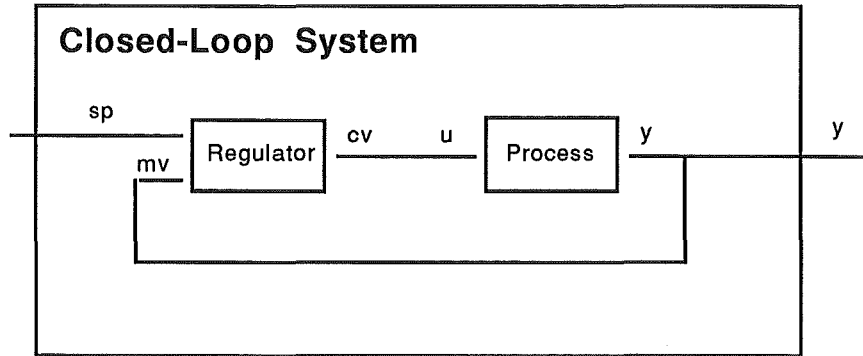 Closed-Loop System
sp
mv
Regulator
cv
u
Process
y
y